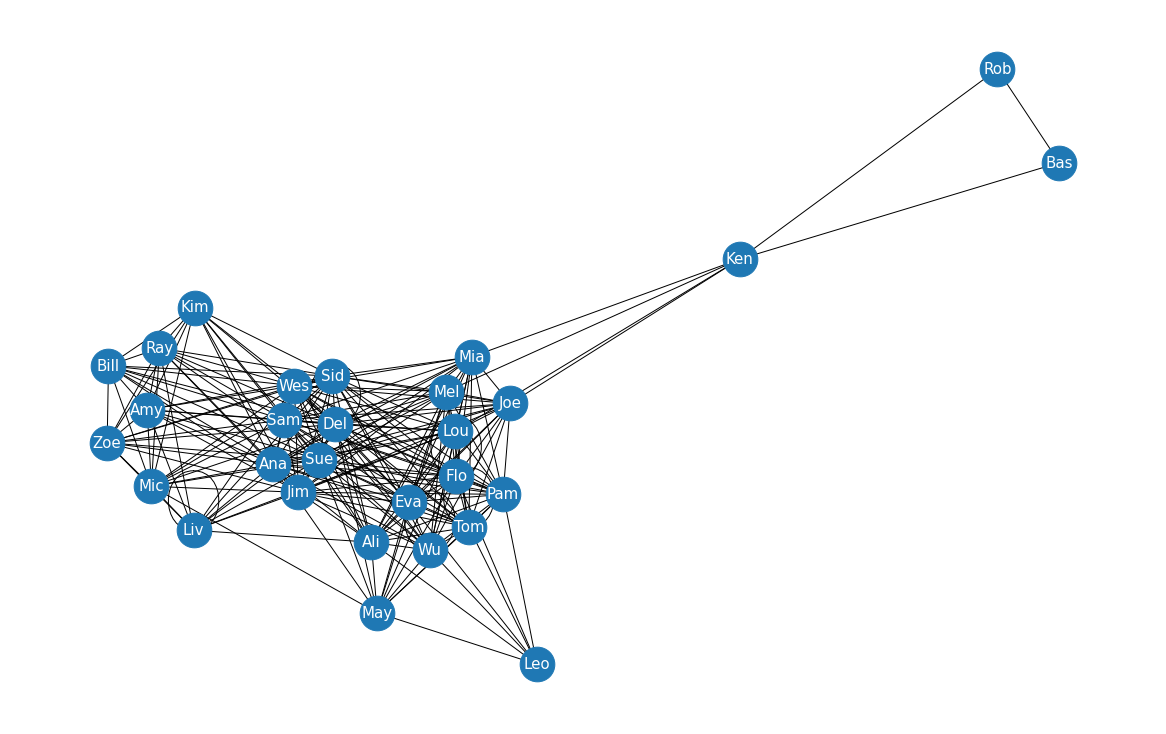 Rob
Bas
Ken
Kim
Ray
Mia
Bill
Sid
Wes
Mel
Joe
Amy
Sam
Del
Lou
Zoe
Ana
Sue
Flo
Mic
Jim
Pam
Eva
Liv
Tom
Ali
Wu
May
Leo